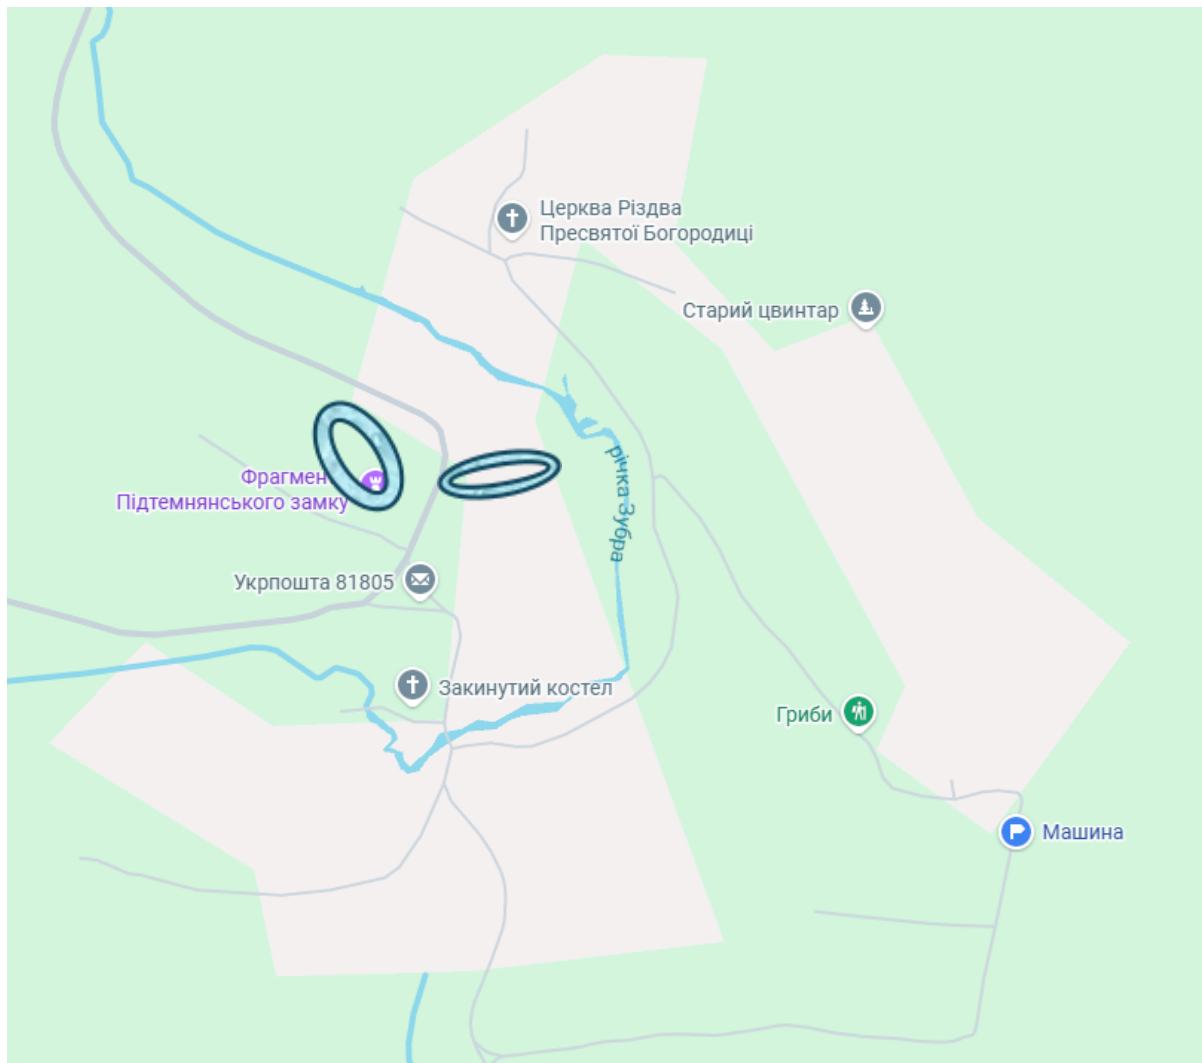 Церква Різдва
Пресвятої Богородиці
Старий цвинтар
річка Зубра
Підтемнянського замку
Укрпошта 81805
Закинутий костел
Гриби
Машина